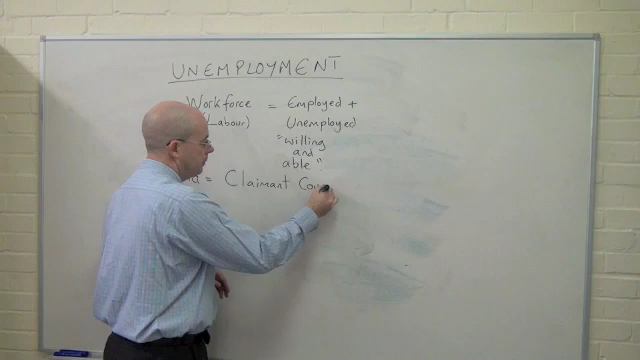 UNEMPLOYMENT
Workforce = Employed +
Labour) Unemployed
"willing
and
able".
= Claimant Cou